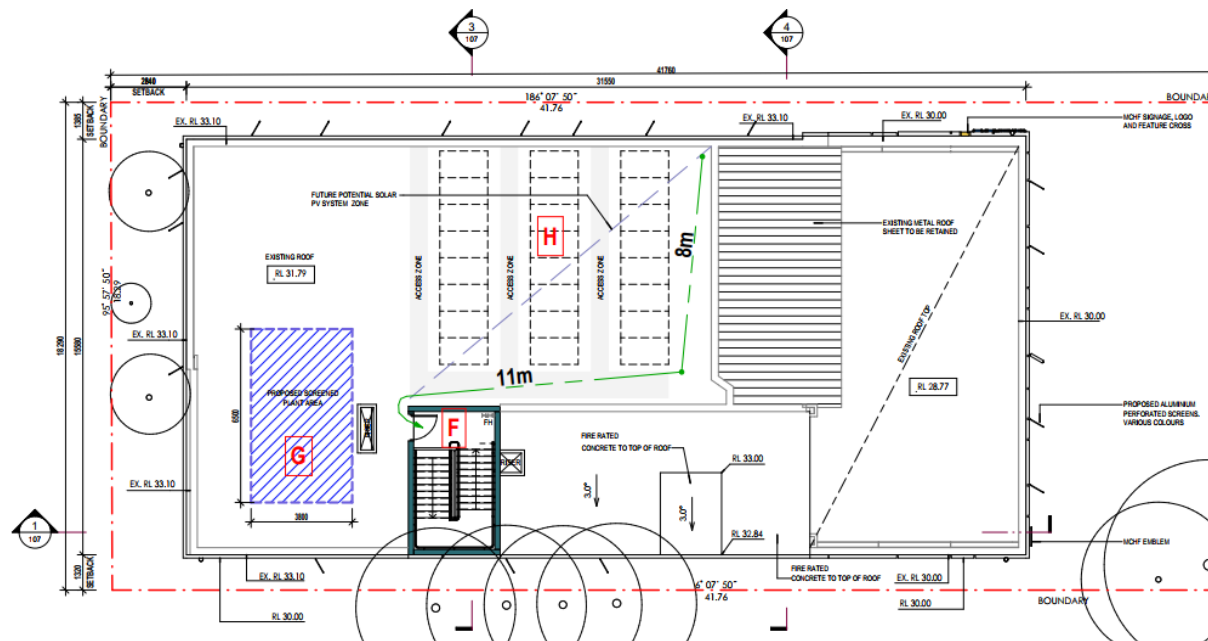 3
107
4
107
41760
2840
SETBACK
31550
186° 07' 50"
41.76
BOUNDARY
1385
SETBACK
BOUNDARY
EX. RL 33.10
EX. RL 33.10
EX. RL 30.00
MCHF SIGNAGE, LOGO
AND FEATURE CROSS
FUTURE POTENTIAL SOLAR
PV SYSTEM ZONE
H
8m
EXISTING METAL ROOF
SHEET TO BE RETAINED
EXISTING ROOF
RL 31.79
ACCESS ZONE
ACCESS ZONE
ACCESS ZONE
95° 57' 50"
18.29
18290
15580
EX. RL 33.10
EX. RL 30.00
EXISTING ROOF TOP
RL 28.77
11m
PROPOSED SCREENED
PLANT AREA
6500
G
3800
RISER
F
FH
RISER
FIRE RATED
CONCRETE TO TOP OF ROOF
PROPOSED ALUMINIUM
PERFORATED SCREENS.
VARIOUS COLOURS
RL 33.00
3.0°
3.0°
EX. RL 33.10
RL 32.84
1
107
MCHF EMBLEM
1320
SETBACK
EX. RL 33.10
FIRE RATED
CONCRETE TO TOP OF ROOF
EX. RL 30.00
6° 07' 50"
41.76
RL 30.00
RL 30.00
BOUNDARY